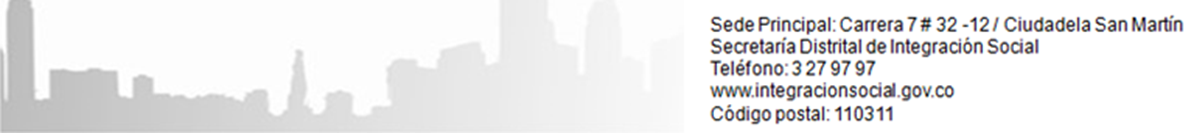 Sede Principal: Carrera 7 # 32 -12 / Ciudadela San Martín
Secretaría Distrital de Integración Social
Teléfono: 3 27 97 97
www.integracionsocial.gov.co
Código postal: 110311